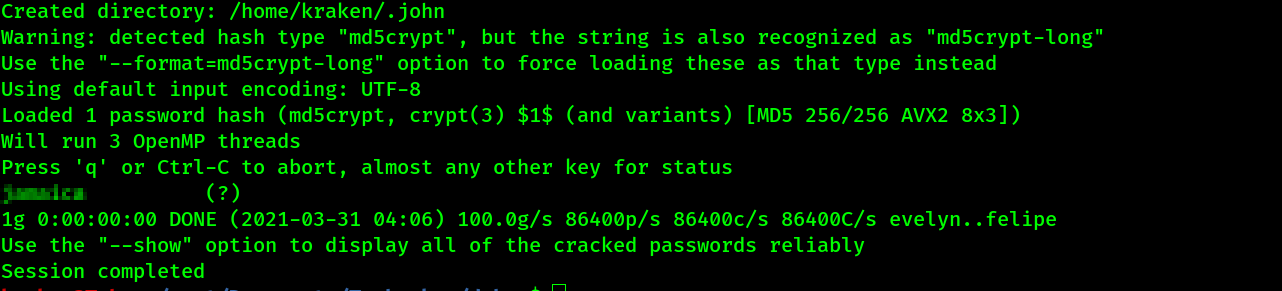 Created directory: /home/kraken/.john
Warning: detected hash type "md5crypt", but the string is also recognized as "md5crypt-long"
Use the "--format=md5crypt-long" option to force loading these as that type instead
Using default input encoding: UTF-8
Loaded 1 password hash (md5crypt, crypt(3) $1$ (and variants) [MD5 256/256 AVX2 8x3])
Will run 3 OpenMP threads
Press 'q' or Ctrl-C to abort, almost any other key for status
(?)
1g 0:00:00:00 DONE (2021-03-31 04:06) 100.0g/s 86400p/s 86400c/s 86400C/s evelyn..felipe
Use the "--show" option to display all of the cracked passwords reliably
Session completed